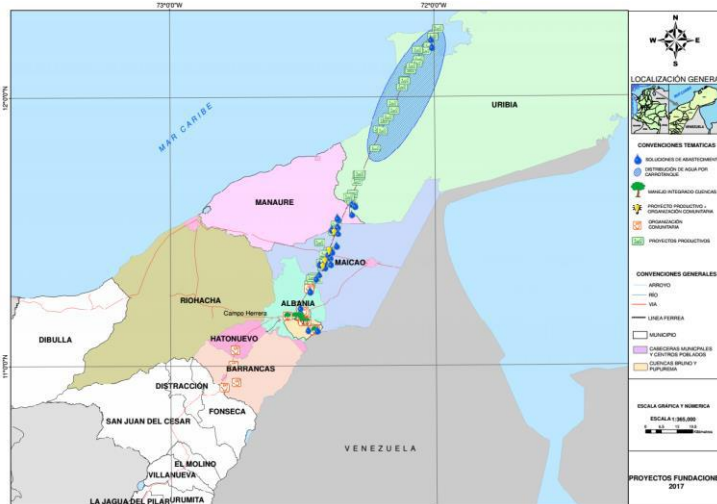 73°0'0"W
72°0'0"W
12°0'0"N
11°0'0"N
MAR CARIBE
URIBIA
MANAURE
MAICAO
RIOHACHA
ALBANIA
Campo Herrera
DIBULLA
HATONUEVO
BARRANCAS
DISTRACCIÓN
FONSECA
SAN JUAN DEL CESAR
EL MOLINO
VILLANUEVA
URUMITA
LA JAGUA DEL PILAR
VENEZUELA
N
W
E
S
LOCALIZACIÓN GENERA
CONVENCIONES TEMATICAS
SOLUCIONES DE ABASTECIMIENT
DISTRIBUCIÓN DE AGUA POR
CARROTANQUE
MANEJO INTEGRADO CUENCAS
PROYECTO PRODUCTIVO +
ORGANIZACIÓN COMUNITARIA
ORGANIZACIÓN
COMUNITARIA
PROYECTOS PRODUCTIVOS
CONVENCIONES GENERALES
ARROYO
RÍO
VIA
LINEA FERREA
MUNICIPIO
CABECERAS MUNICIPALES
Y CENTROS POBLADOS
CUENCAS BRUNO Y
PUPUREMA
ESCALA GRÁFICA Y NÚMERICA
ESCALA 1:365,000
PROYECTOS FUNDACION
2017